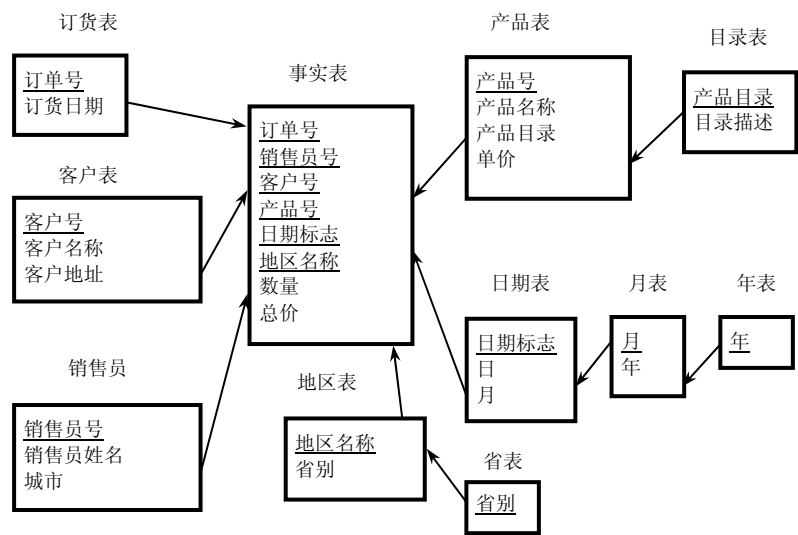 订货表
订单号
订货日期
客户表
客户号
客户名称
客户地址
销售员
销售员号
销售员姓名
城市
事实表
订单号
销售员号
客户号
产品号
日期标志
地区名称
数量
总价
地区表
地区名称
省别
省表
省别
产品表
产品号
产品名称
产品目录
单价
目录表
产品目录
目录描述
日期表
日期标志
日
月
月表
月
年
年表
年